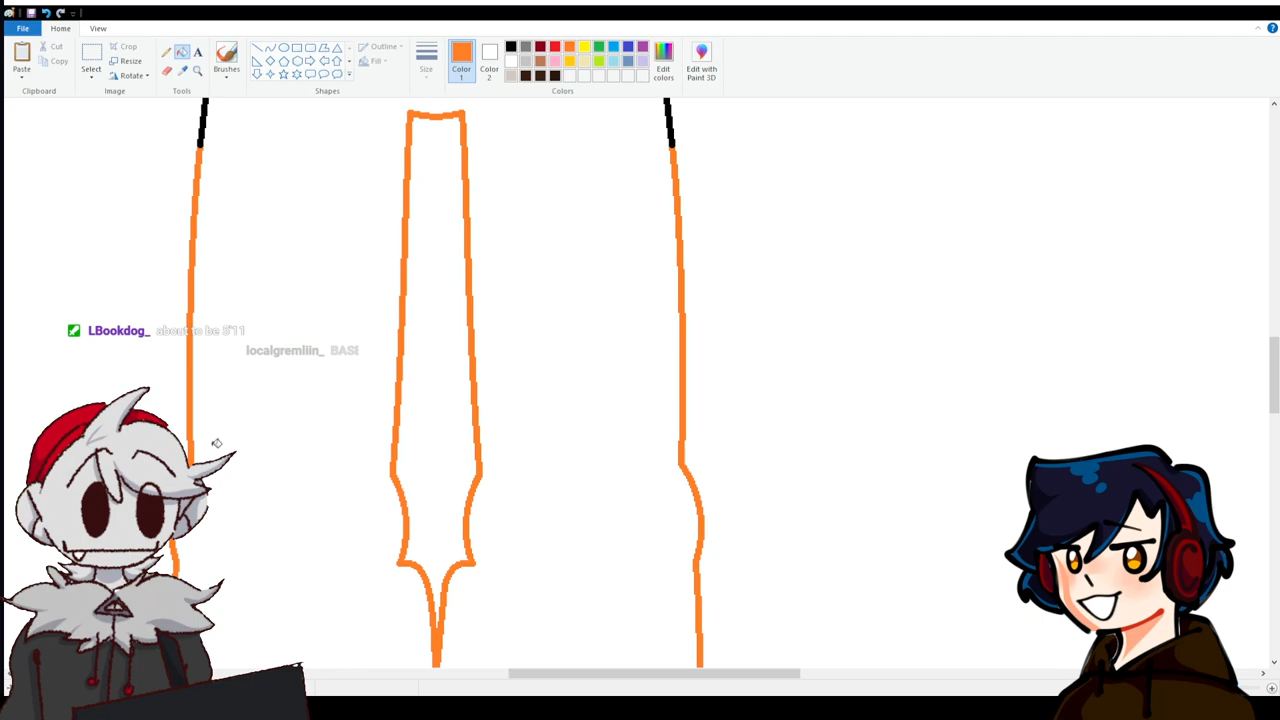 File
Home
View
Paste
Cut
Copy
Clipboard
Select
Crop
Resize
Rotate
Image
Tools
Brushes
Shapes
Outline
Fill
Size
Color
1
Color
2
Edit
colors
Colors
Edit with
Paint 3D
LBookdog_ about to be 5'11
localgremliin_ BASE